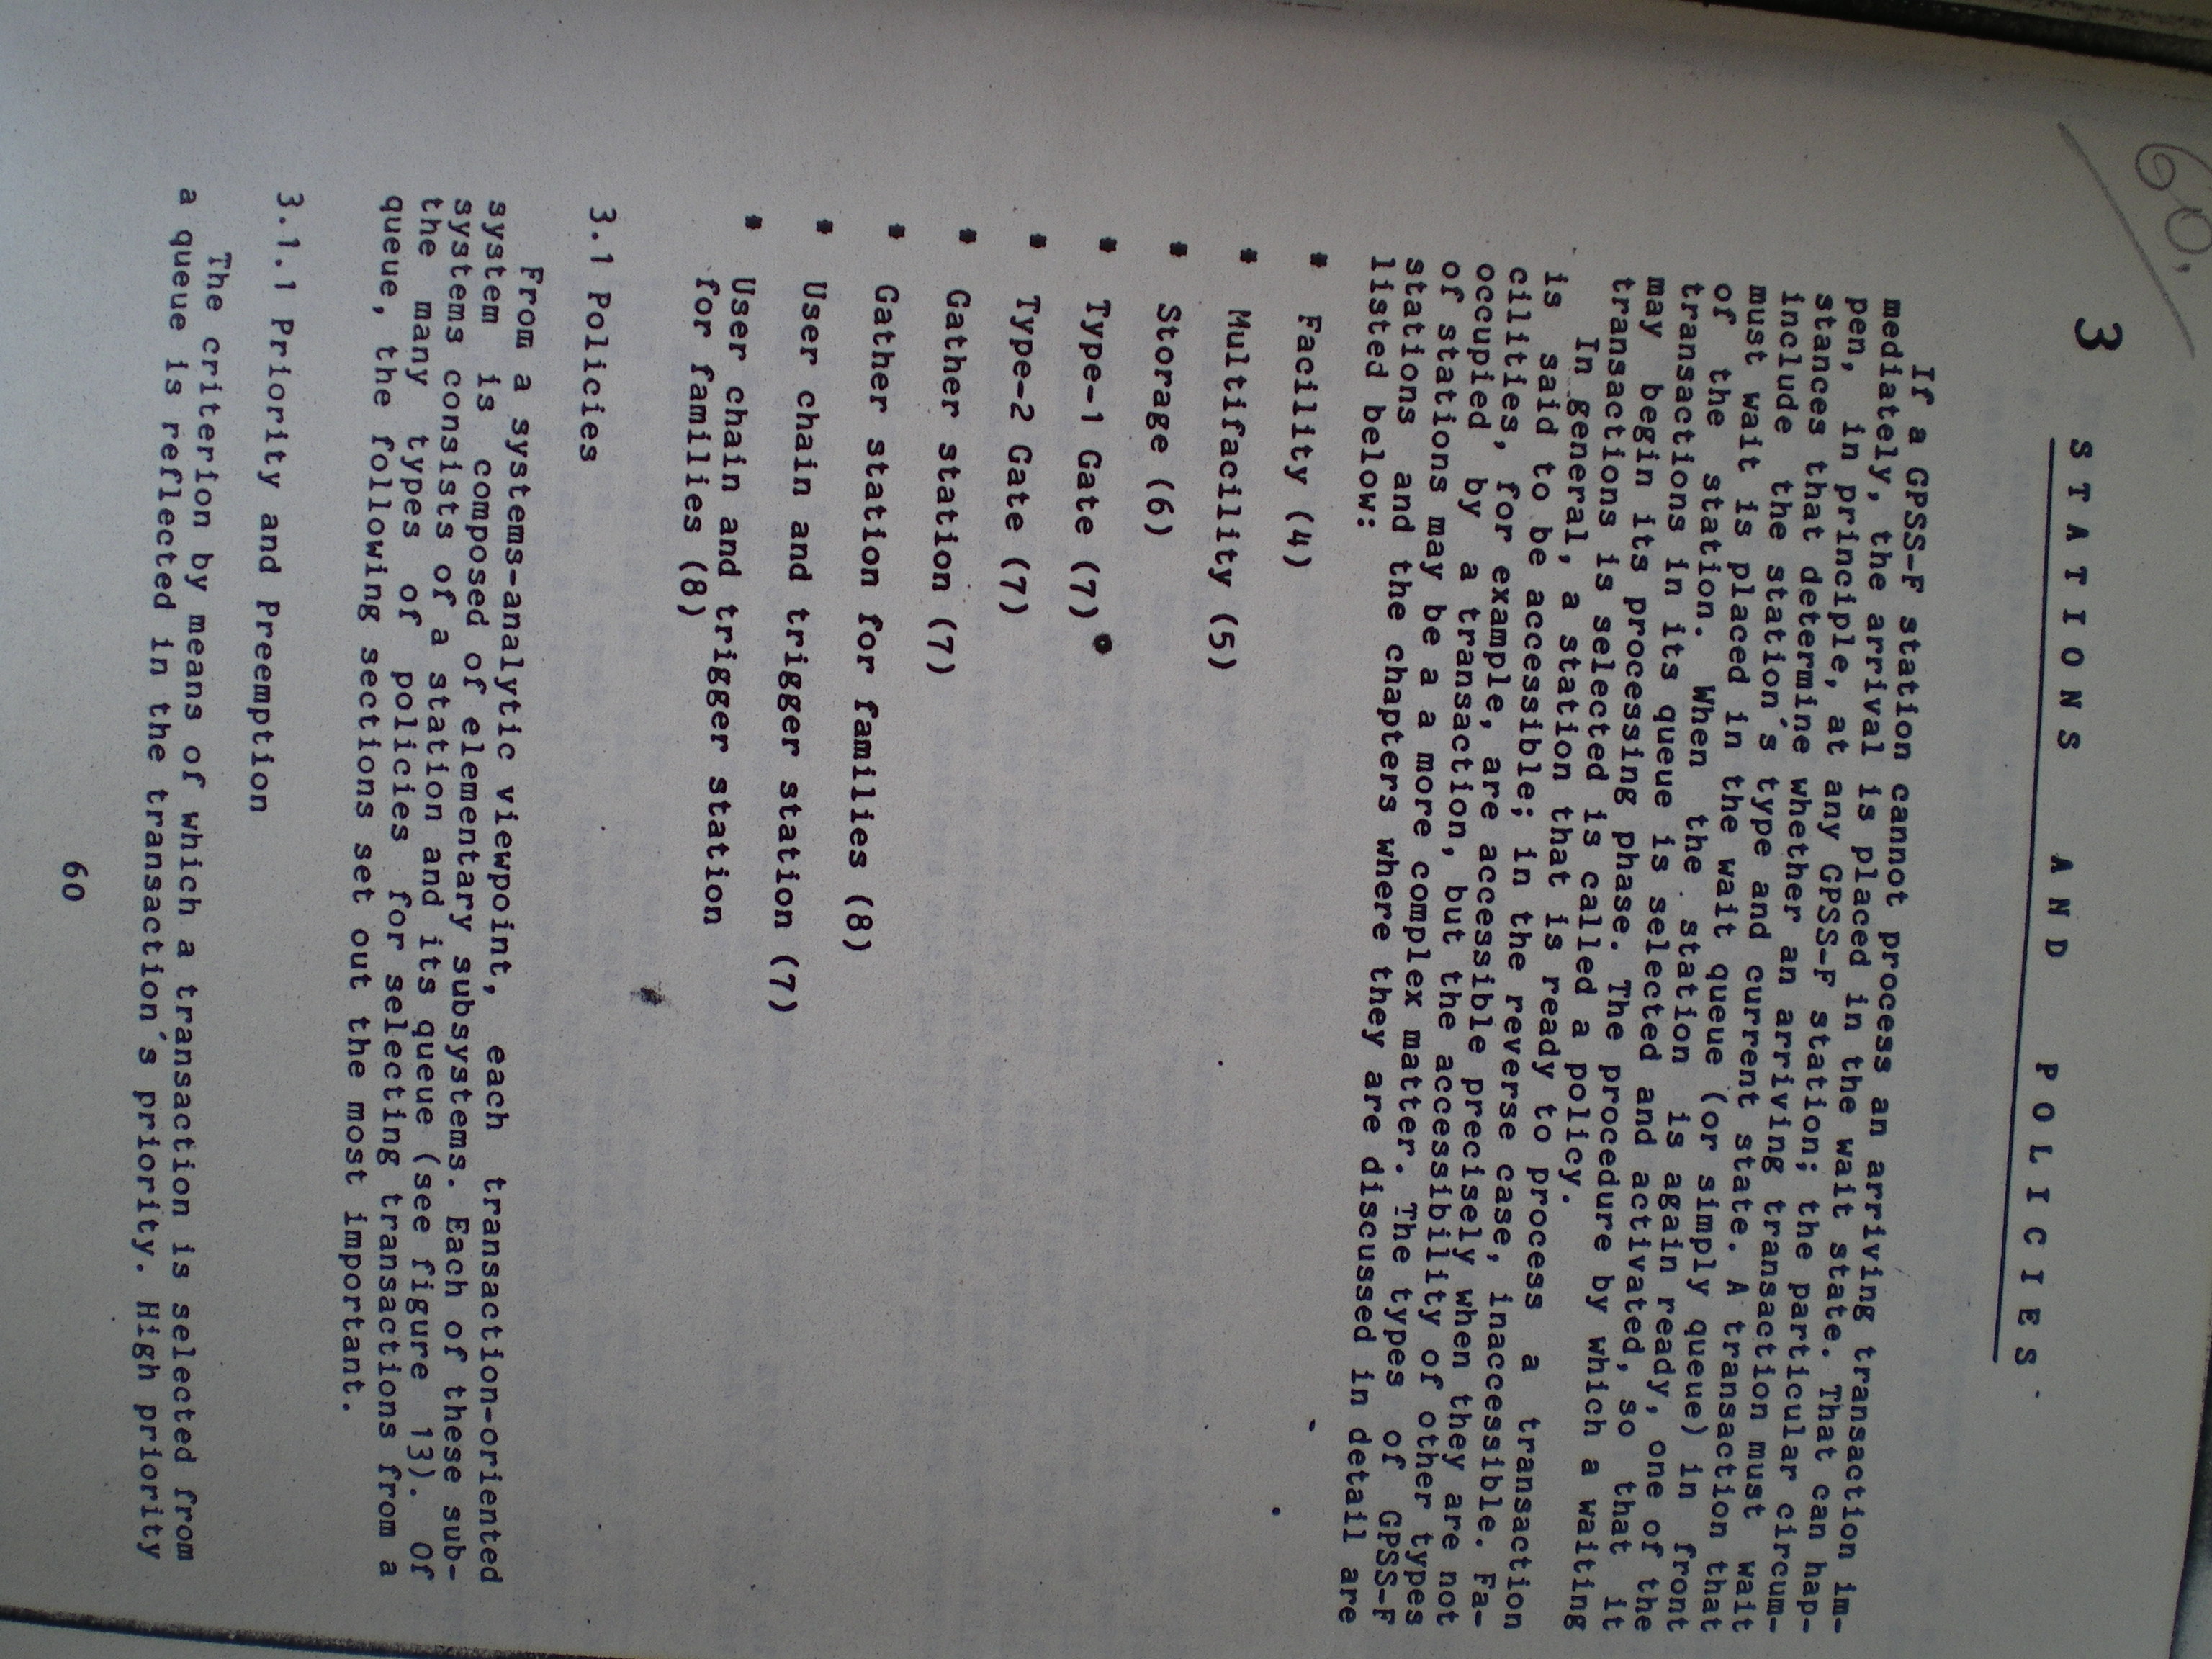 60.
3 STATIONS AND POLICIES
If a GPSS-F station cannot process an arriving transaction im-
mediately, the arrival is placed in the wait state. That can hap-
pen, in principle, at any GPSS-F station; the particular circum-
stances that determine whether an arriving transaction must wait
include the station´s type and current state. A transaction that
must wait is placed in the wait queue (or simply queue) in front
of the station. When the station is again ready, one of the
transactions in its queue is selected and activated, so that it
may begin its processing phase. The procedure by which a waiting
transactions is selected is called a policy.
In general, a station that is ready to process a transaction
is said to be accessible; in the reverse case, inaccessible. Fa-
cilities, for example, are accessible precisely when they are not
occupied by a transaction, but the accessibility of other types
of stations may be a a more complex matter. The types of GPSS-F
stations and the chapters where they are discussed in detail are
listed below:
* Facility (4)
* Multifacility (5)
* Storage (6)
* Type-1 Gate (7)
* Type-2 Gate (7)
* Gather station (7)
* Gather station for families (8)
* User chain and trigger station (7)
* User chain and trigger station
for families (8)
3.1 Policies
From a systems-analytic viewpoint, each transaction-oriented
system is composed of elementary subsystems. Each of these sub-
systems consists of a station and its queue (see figure 13). Of
the many types of policies for selecting transactions from a
queue, the following sections set out the most important.
3.1.1 Priority and Preemption
The criterion by means of which a transaction is selected from
a queue is reflected in the transaction´s priority. High priority
60